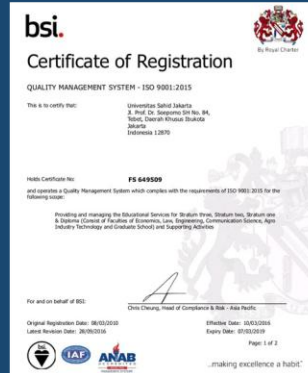 bsi.
By Royal Charter
Certificate of Registration
QUALITY MANAGEMENT SYSTEM - ISO 9001:2015
This is to certify that:
Universitas Sahid Jakarta
Jl. Prof. Dr. Soepomo SH No. 84,
Tebet, Daerah Khusus Ibukota
Jakarta
Indonesia 12870
Holds Certificate No:
FS 649509
and operates a Quality Management System which complies with the requirements of ISO 9001:2015 for the
following scope:
Providing and managing the Educational Services for Stratum three, Stratum two, Stratum one
& Diploma (Consist of Faculties of Economics, Law, Engineering, Communication Science, Agro
Industry Technology and Graduate School) and Supporting Activities
For and on behalf of BSI:
Chris Cheung, Head of Compliance & Risk - Asia Pacific
Original Registration Date: 08/03/2010
Effective Date: 10/03/2016
Latest Revision Date: 28/09/2016
Expiry Date: 07/03/2019
Page: 1 of 2
IAF
ANAB
...making excellence a habit.